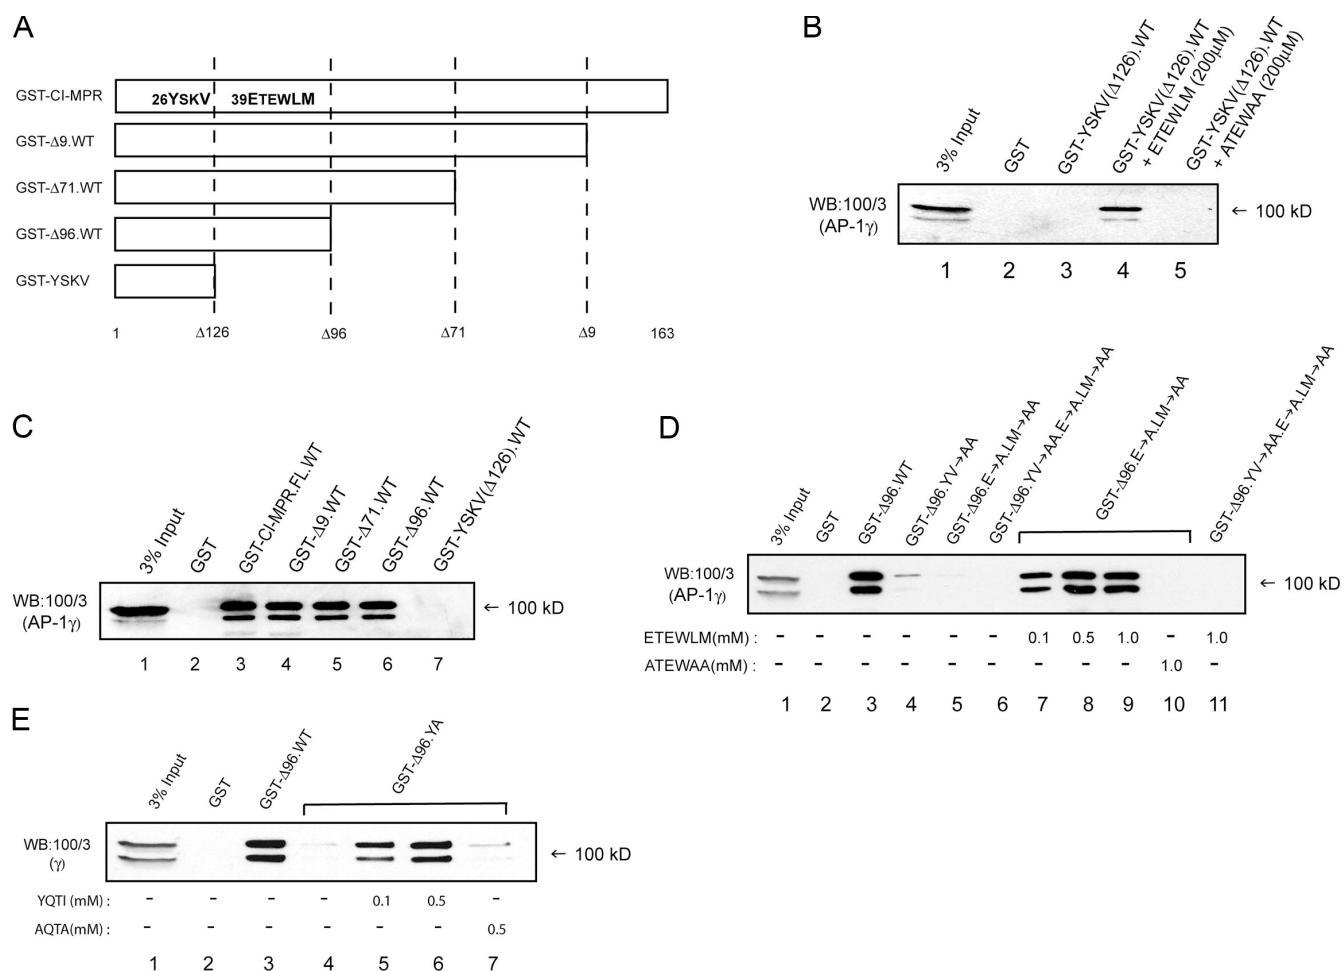 A
GST-CI-MPR
26YSKV
39ETEWLM
GST-Δ9.WT
GST-Δ71.WT
GST-Δ96.WT
GST-YSKV
1
Δ126
Δ96
Δ71
Δ9
163
B
3% Input
GST
GST-YSKV(Δ126).WT
GST-YSKV(Δ126).WT
+ ETEWLM (200μM)
GST-YSKV(Δ126).WT
+ ATEWAA (200μM)
WB:100/3
(AP-1γ)
← 100 kD
1 2 3 4 5
C
3% Input
GST
GST-CI-MPR.FL.WT
GST-Δ9.WT
GST-Δ71.WT
GST-Δ96.WT
GST-YSKV(Δ126).WT
WB:100/3
(AP-1γ)
← 100 kD
1 2 3 4 5 6 7
D
3% Input
GST
GST-Δ96.WT
GST-Δ96.YV→AA
GST-Δ96.E→A.LM→AA
GST-Δ96.YV→AA.E→A.LM→AA
GST-Δ96.E→A.LM→AA
GST-Δ96.YV→AA.E→A.LM→AA
WB:100/3
(AP-1γ)
← 100 kD
ETEWLM(mM) : - - - - - - 0.1 0.5 1.0 - 1.0
ATEWAA(mM) : - - - - - - - - - 1.0 -
1 2 3 4 5 6 7 8 9 10 11
E
3% Input
GST
GST-Δ96.WT
GST-Δ96.YA
WB:100/3
(γ)
← 100 kD
YQTI (mM) : - - - - 0.1 0.5 -
AQTA(mM) : - - - - - - 0.5
1 2 3 4 5 6 7